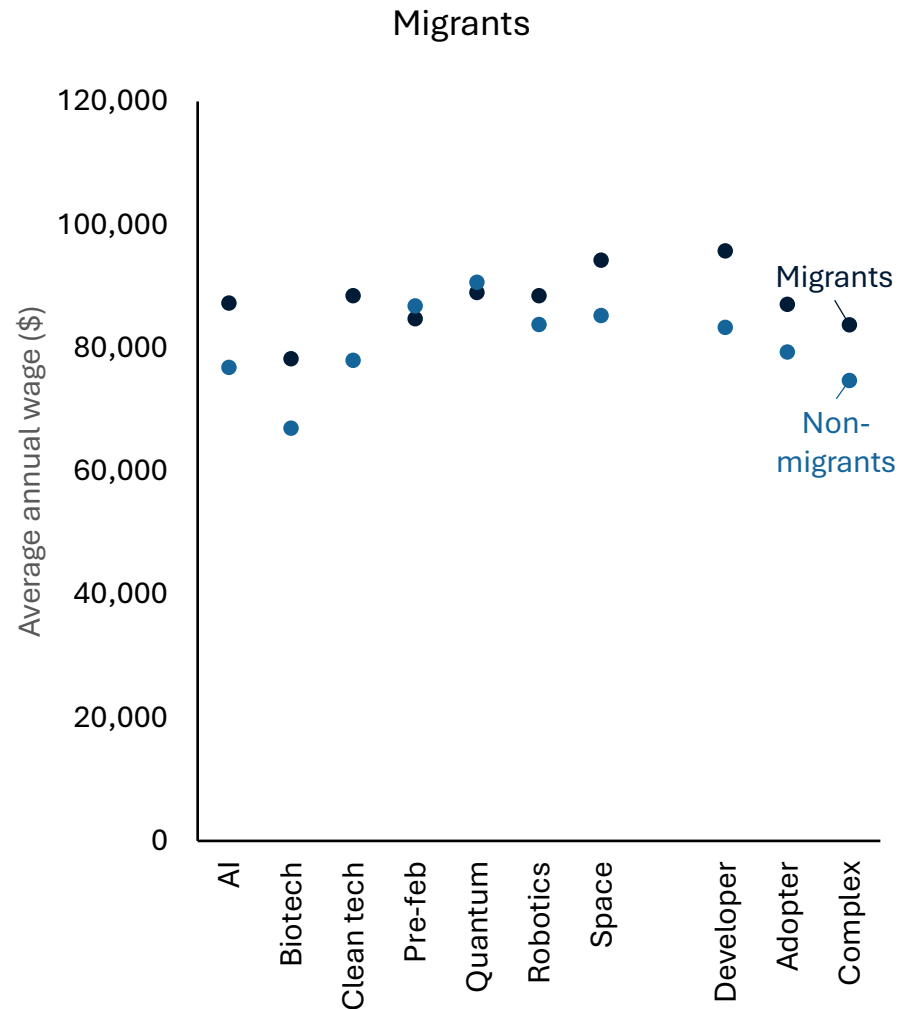 Migrants
120,000
100,000
80,000
60,000
40,000
20,000
0
Average annual wage ($)
Migrants
Non-
migrants
AI
Biotech
Clean tech
Pre-feb
Quantum
Robotics
Space
Developer
Adopter
Complex